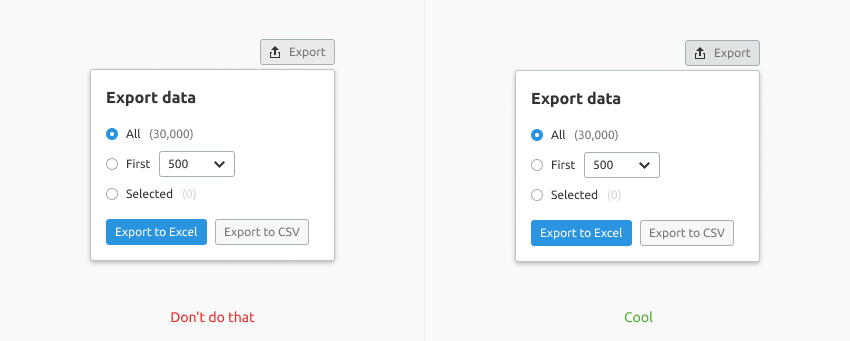 Export
Export data
All (30,000)
First 500
Selected (0)
Export to Excel Export to CSV
Don't do that
Export
Export data
All (30,000)
First 500
Selected (0)
Export to Excel Export to CSV
Cool